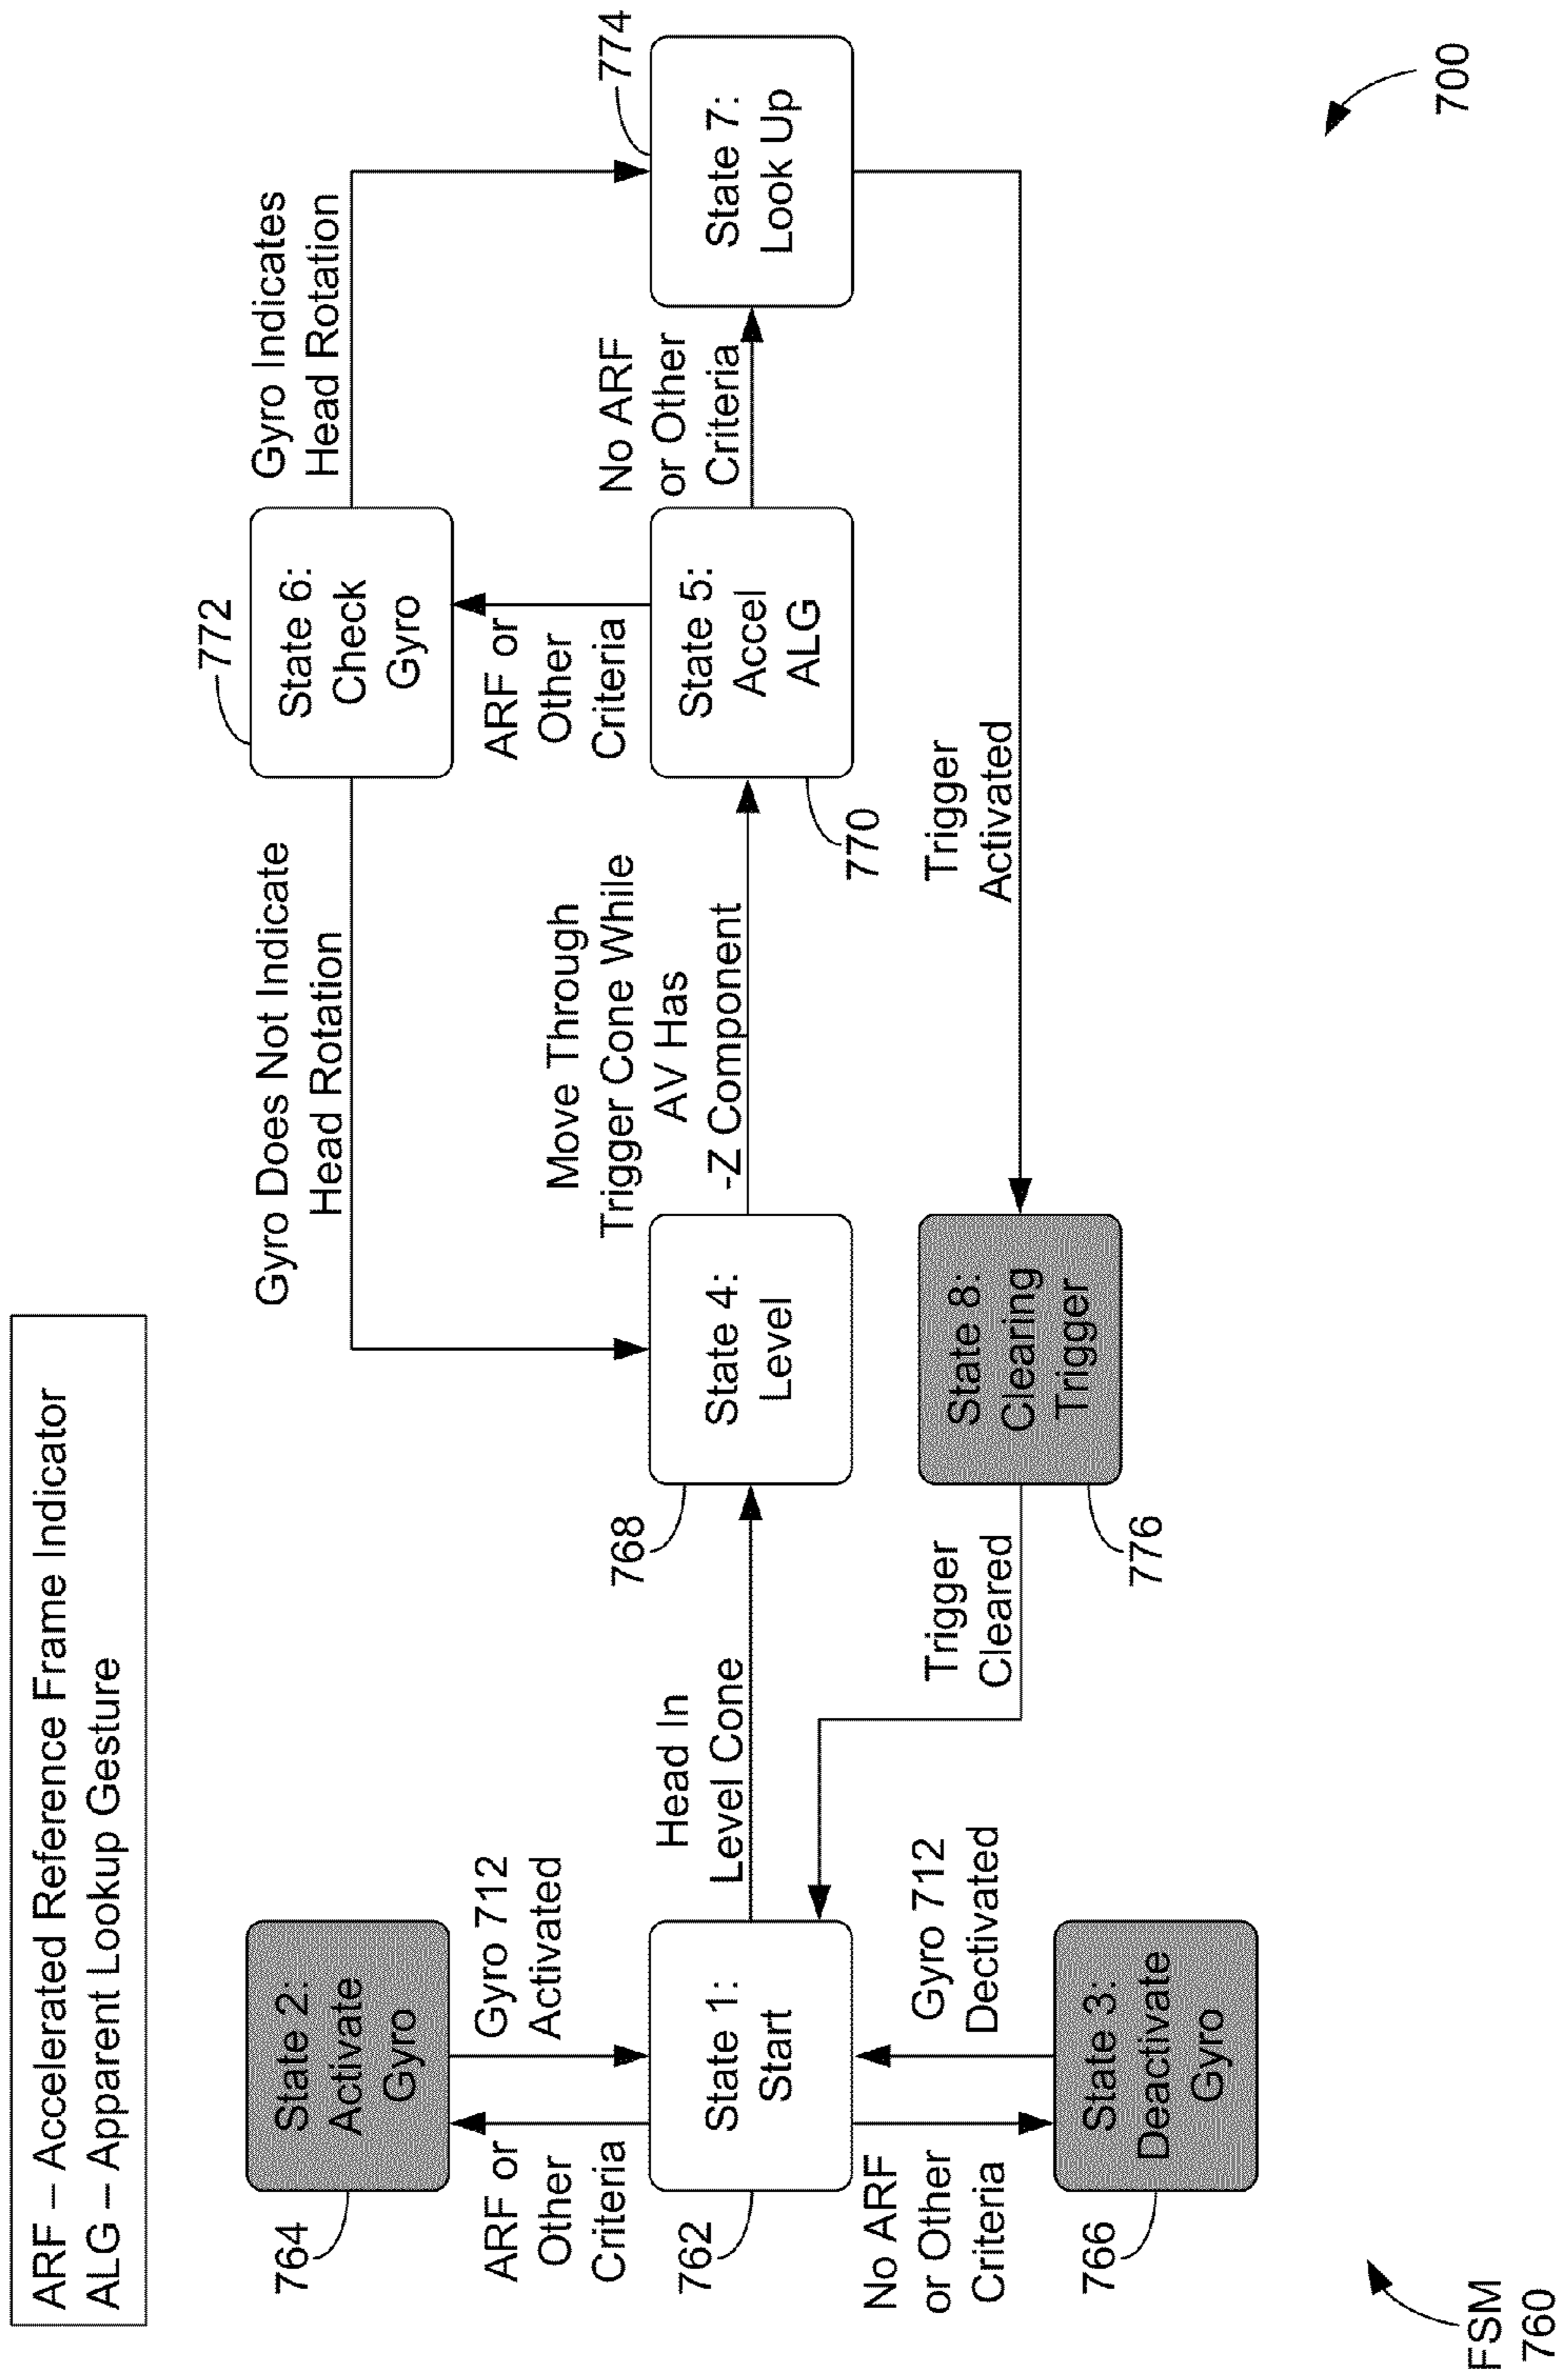 ARF – Accelerated Reference Frame Indicator
ALG – Apparent Lookup Gesture
764
State 2:
Activate
Gyro
ARF or
Other
Criteria
Gyro 712
Activated
762
State 1:
Start
No ARF
or Other
Criteria
Gyro 712
Dectivated
766
State 3:
Deactivate
Gyro
Head In
Level Cone
Trigger
Cleared
768
State 4:
Level
776
State 8:
Clearing
Trigger
Gyro Does Not Indicate
Head Rotation
Move Through
Trigger Cone While
AV Has
-Z Component
772
State 6:
Check
Gyro
ARF or
Other
Criteria
State 5:
Accel
ALG
770
Trigger
Activated
Gyro Indicates
Head Rotation
No ARF
or Other
Criteria
774
State 7:
Look Up
FSM
760
700